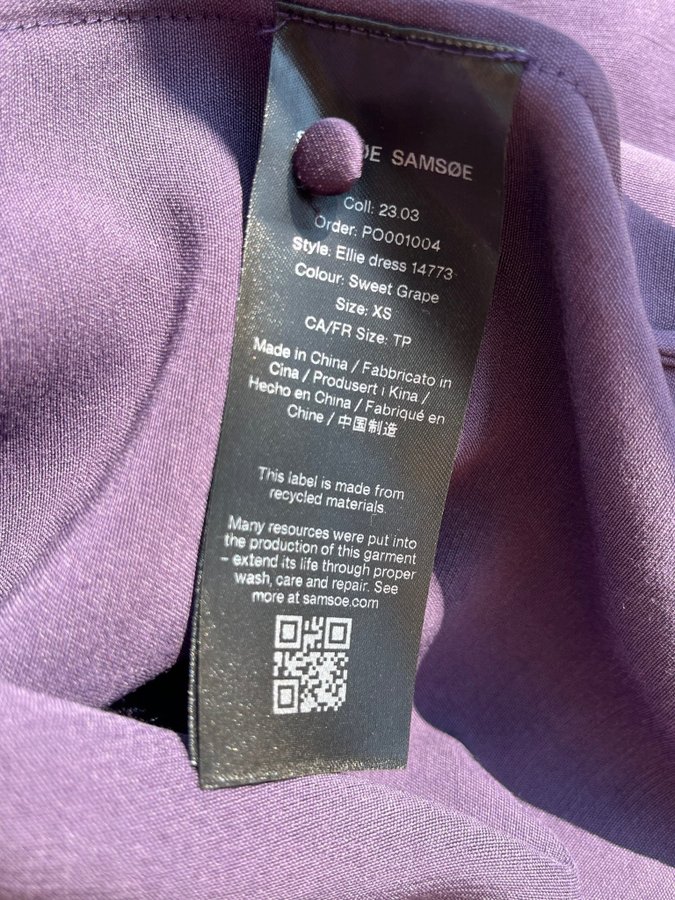 SAMSØE
Coll: 23.03
Order: PO001004
Style: Ellie dress 14773
Colour: Sweet Grape
Size: XS
CA/FR Size: TP
Made in China / Fabbricato in
Cina / Produsert i Kina /
Hecho en China / Fabriqué en
Chine / 中国制造
This label is made from
recycled materials.
Many resources were put into
the production of this garment
– extend its life through proper
wash, care and repair. See
more at samsoe.com